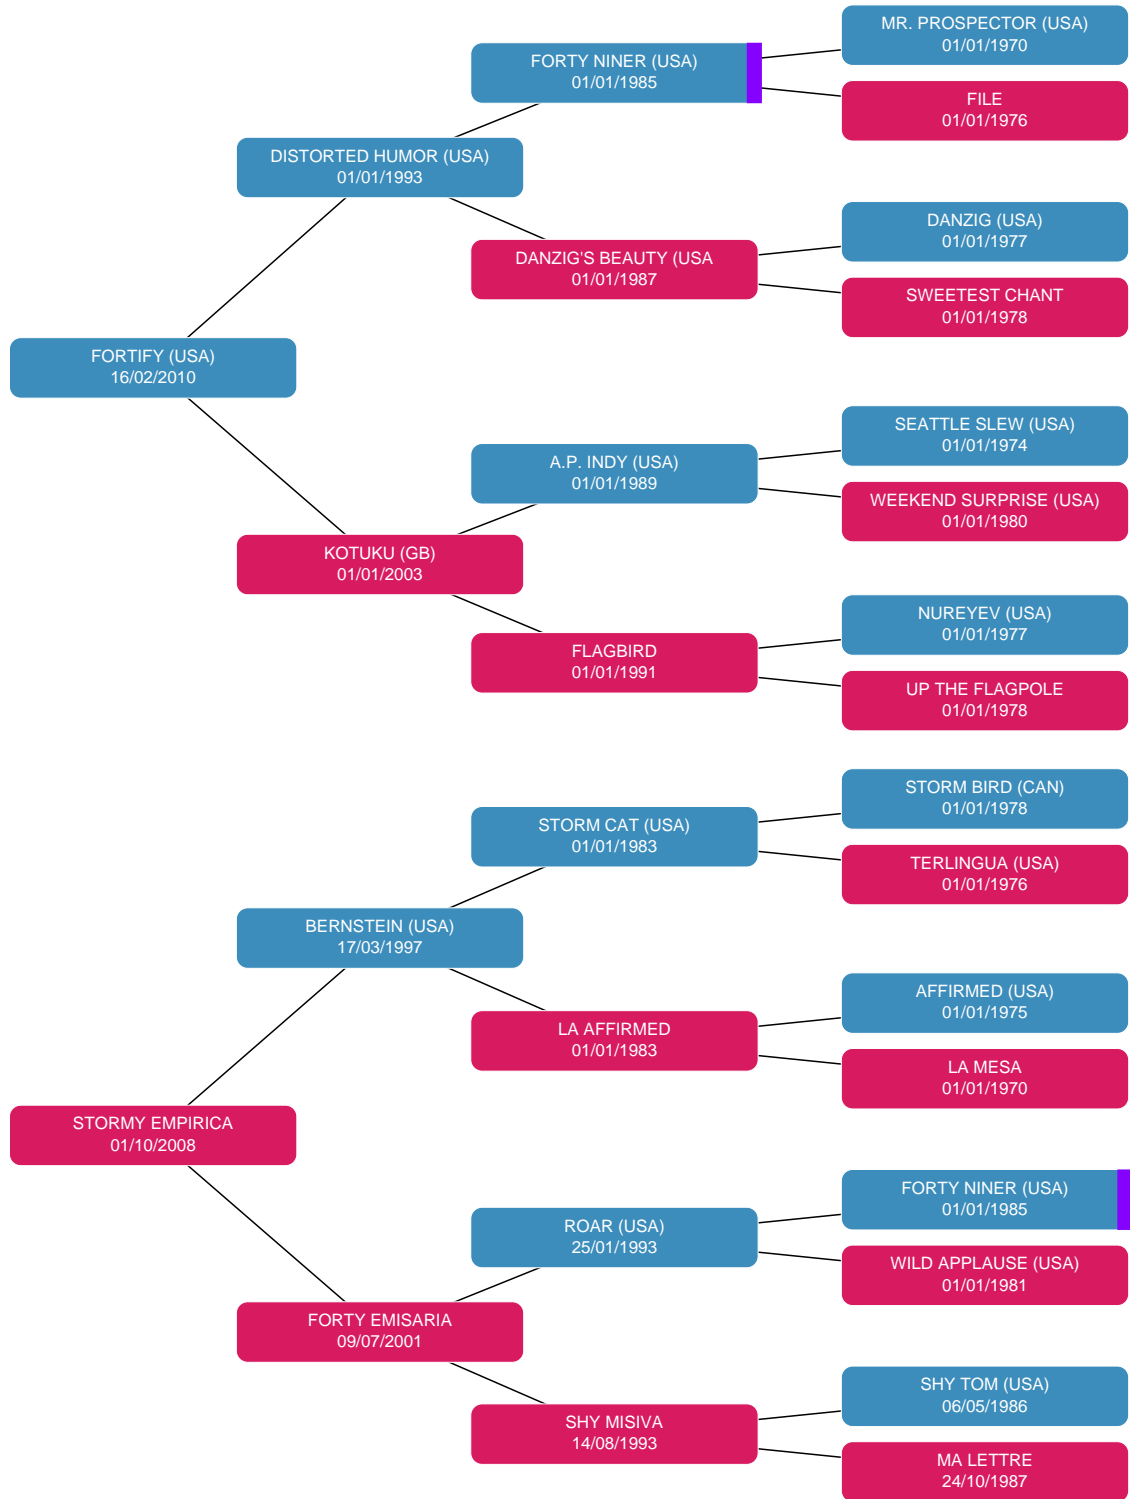 MR. PROSPECTOR (USA)
01/01/1970
FORTY NINER (USA)
01/01/1985
FILE
01/01/1976
DISTORTED HUMOR (USA)
01/01/1993
DANZIG (USA)
01/01/1977
DANZIG'S BEAUTY (USA
01/01/1987
SWEETEST CHANT
01/01/1978
FORTIFY (USA)
16/02/2010
SEATTLE SLEW (USA)
01/01/1974
A.P. INDY (USA)
01/01/1989
WEEKEND SURPRISE (USA)
01/01/1980
KOTUKU (GB)
01/01/2003
NUREYEV (USA)
01/01/1977
FLAGBIRD
01/01/1991
UP THE FLAGPOLE
01/01/1978
STORM BIRD (CAN)
01/01/1978
STORM CAT (USA)
01/01/1983
TERLINGUA (USA)
01/01/1976
BERNSTEIN (USA)
17/03/1997
AFFIRMED (USA)
01/01/1975
LA AFFIRMED
01/01/1983
LA MESA
01/01/1970
STORMY EMPIRICA
01/10/2008
FORTY NINER (USA)
01/01/1985
ROAR (USA)
25/01/1993
WILD APPLAUSE (USA)
01/01/1981
FORTY EMISARIA
09/07/2001
SHY TOM (USA)
06/05/1986
SHY MISIVA
14/08/1993
MA LETTRE
24/10/1987